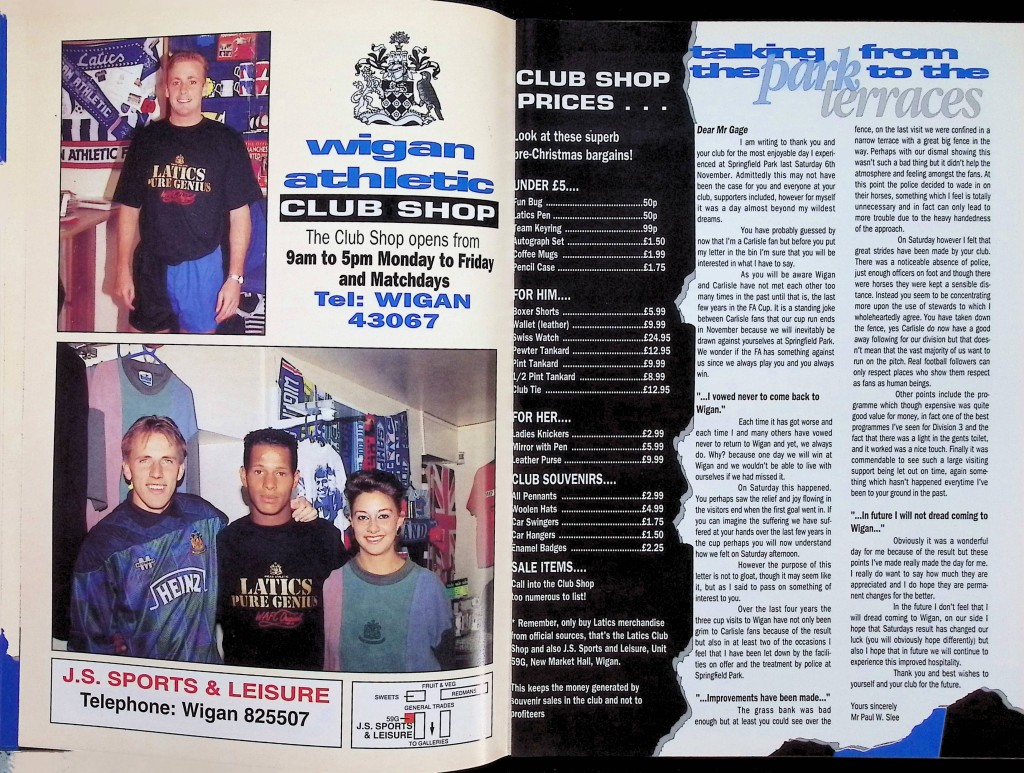 Latics
AN ATHLETIC
N ATHLETIC F
LATICS
PURE GENIUS
wigan
athletic
CLUB SHOP
The Club Shop opens from
9am to 5pm Monday to Friday
and Matchdays
Tel: WIGAN
43067
WIG
HEINZ
LATICS
PURE GENIUS
J.S. SPORTS & LEISURE
Telephone: Wigan 825507
FRUIT & VEG
SWEETS
REDMANS
GENERAL TRADES
59G
J.S. SPORTS
& LEISURE
TO GALLERIES
CLUB SHOP
PRICES . . .
Look at these superb
pre-Christmas bargains!
UNDER £5....
Fun Bug 50p
Latics Pen 50p
Team Keyring 99p
Autograph Set £1.50
Coffee Mugs £1.99
Pencil Case £1.75
FOR HIM....
Boxer Shorts £5.99
Wallet (leather) £9.99
Swiss Watch £24.95
Pewter Tankard £12.95
Pint Tankard £9.99
1/2 Pint Tankard £8.99
Club Tie £12.95
FOR HER....
Ladies Knickers £2.99
Mirror with Pen £5.99
Leather Purse £9.99
CLUB SOUVENIRS....
All Pennants £2.99
Woolen Hats £4.99
Car Swingers £1.75
Car Hangers £1.50
Enamel Badges £2.25
SALE ITEMS....
Call into the Club Shop
too numerous to list!
* Remember, only buy Latics merchandise
from official sources, that's the Latics Club
Shop and also J.S. Sports and Leisure, Unit
59G, New Market Hall, Wigan.
This keeps the money generated by
souvenir sales in the club and not to
profiteers
talking from
the park to the
terraces
Dear Mr Gage
I am writing to thank you and
your club for the most enjoyable day I experi-
enced at Springfield Park last Saturday 6th
November. Admittedly this may not have
been the case for you and everyone at your
club, supporters included, however for myself
it was a day almost beyond my wildest
dreams.
You have probably guessed by
now that I'm a Carlisle fan but before you put
my letter in the bin I'm sure that you will be
interested in what I have to say.
As you will be aware Wigan
and Carlisle have not met each other too
many times in the past until that is, the last
few years in the FA Cup. It is a standing joke
between Carlisle fans that our cup run ends
in November because we will inevitably be
drawn against yourselves at Springfield Park.
We wonder if the FA has something against
us since we always play you and you always
win.
"...I vowed never to come back to
Wigan."
Each time it has got worse and
each time I and many others have vowed
never to return to Wigan and yet, we always
do. Why? because one day we will win at
Wigan and we wouldn't be able to live with
ourselves if we had missed it.
On Saturday this happened.
You perhaps saw the relief and joy flowing in
the visitors end when the first goal went in. If
you can imagine the suffering we have suf-
fered at your hands over the last few years in
the cup perhaps you will now understand
how we felt on Saturday afternoon.
However the purpose of this
letter is not to gloat, though it may seem like
it, but as I said to pass on something of
interest to you.
Over the last four years the
three cup visits to Wigan have not only been
grim to Carlisle fans because of the result
but also in at least two of the occasions I
feel that I have been let down by the facili-
ties on offer and the treatment by police at
Springfield Park.
"...Improvements have been made..."
The grass bank was bad
enough but at least you could see over the
fence, on the last visit we were confined in a
narrow terrace with a great big fence in the
way. Perhaps with our dismal showing this
wasn't such a bad thing but it didn't help the
atmosphere and feeling amongst the fans. At
this point the police decided to wade in on
their horses, something which I feel is totally
unnecessary and in fact can only lead to
more trouble due to the heavy handedness
of the approach.
On Saturday however I felt that
great strides have been made here already.
There was a noticeable absence of police,
just enough officers on foot and though there
were horses they were kept a sensible dis-
tance. Instead you seem to be concentrating
more upon the use of stewards to which I
wholeheartedly agree. You have taken down
the fence, yes Carlisle do now have a good
away following for our division but that does-
n't mean that the vast majority of us want to
run on the pitch. Real football followers can
only respect places who show them respect
as fans as human beings.
Other points include the pro-
gramme which though expensive was quite
good value for money, in fact one of the best
programmes I've seen for Division 3 and the
fact that there was a light in the gents toilet,
and it worked was a nice touch. Finally it was
commendable to see such a large visiting
support being let out on time, again some-
thing which hasn't happened everytime I've
been to your ground in the past.
"...In future I will not dread coming to
Wigan..."
Obviously it was a wonderful
day for me because of the result but these
points I've made really made the day for me.
I really do want to say how much they are
appreciated and I do hope they are perma-
nent changes for the better.
In the future I don't feel that I
will dread coming to Wigan, on our side I
hope that Saturdays result has changed our
luck (you will obviously hope differently) but
also I hope that in future we will continue to
experience this improved hospitality.
Thank you and best wishes to
yourself and your club for the future.
Yours sincerely
Mr Paul W. Slee